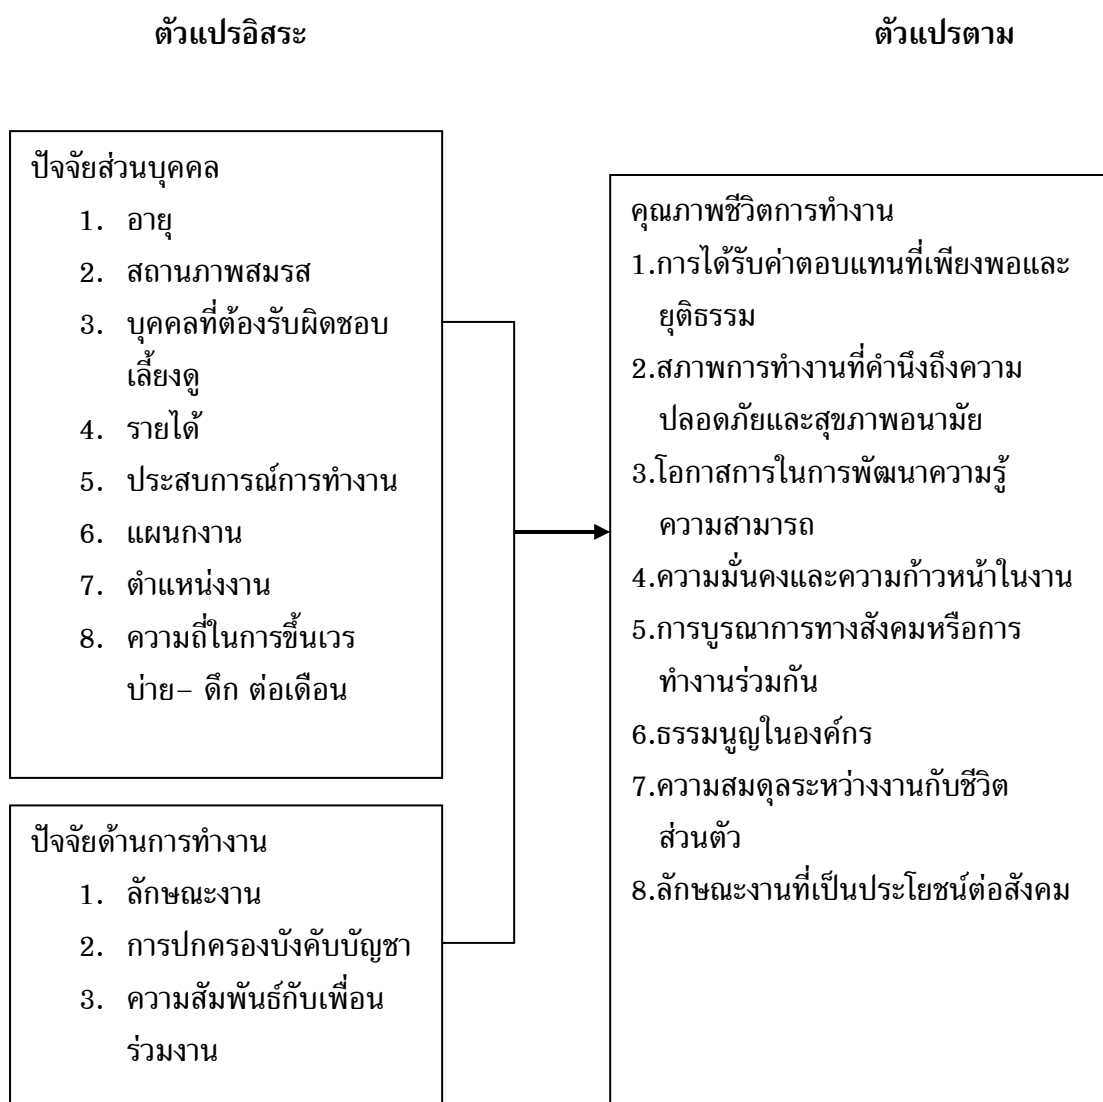 ตัวแปรอิสระ
ตัวแปรตาม
ปัจจัยส่วนบุคคล
1. อายุ
2. สถานภาพสมรส
3. บุคคลที่ต้องรับผิดชอบ
เลี้ยงดู
4. รายได้
5. ประสบการณ์การทำงาน
6. แผนกงาน
7. ตำแหน่งงาน
8. ความถี่ในการขึ้นเวร
บ่าย– ดึก ต่อเดือน
ปัจจัยด้านการทำงาน
1. ลักษณะงาน
2. การปกครองบังคับบัญชา
3. ความสัมพันธ์กับเพื่อน
ร่วมงาน
คุณภาพชีวิตการทำงาน
1.การได้รับค่าตอบแทนที่เพียงพอและ
ยุติธรรม
2.สภาพการทำงานที่คำนึงถึงความ
ปลอดภัยและสุขภาพอนามัย
3.โอกาสการในการพัฒนาความรู้
ความสามารถ
4.ความมั่นคงและความก้าวหน้าในงาน
5.การบูรณาการทางสังคมหรือการ
ทำงานร่วมกัน
6.ธรรมนูญในองค์กร
7.ความสมดุลระหว่างงานกับชีวิต
ส่วนตัว
8.ลักษณะงานที่เป็นประโยชน์ต่อสังคม